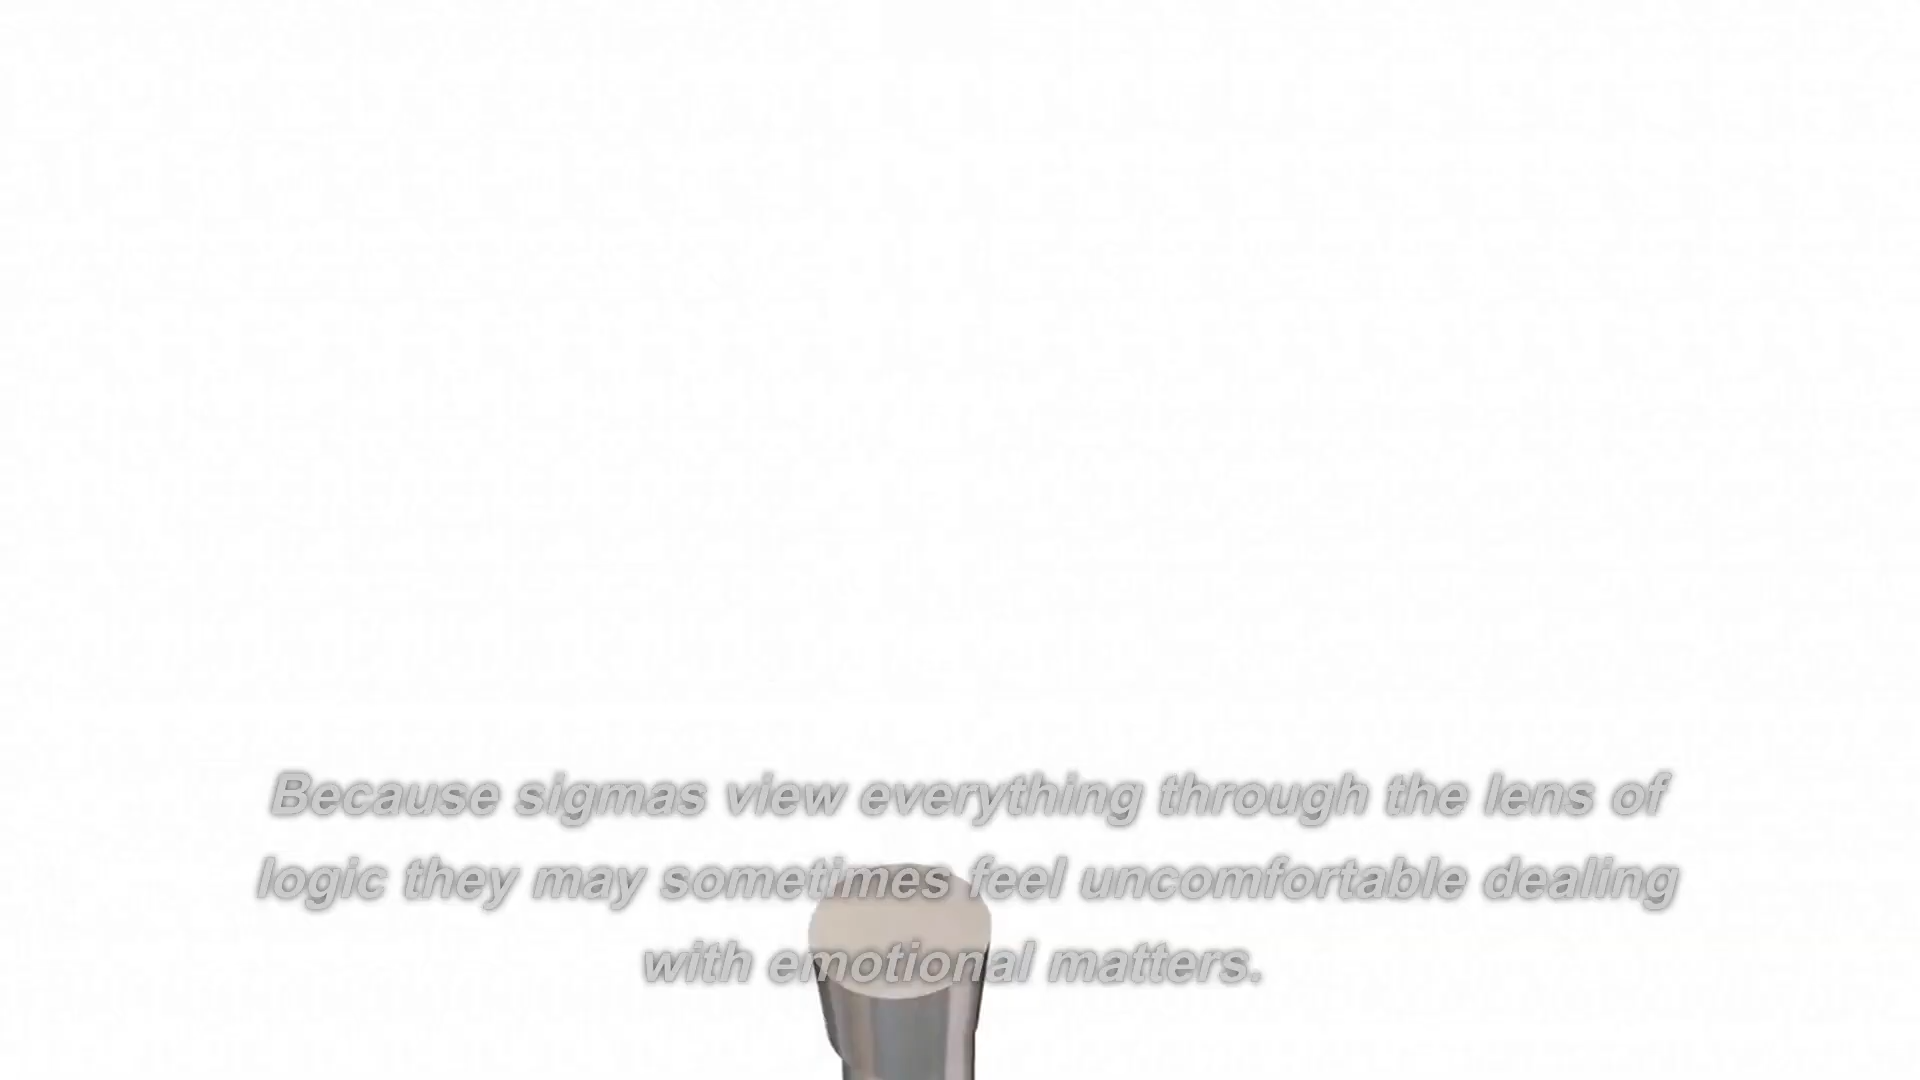 Because sigmas view everything through the lens of
logic they may sometimes feel uncomfortable dealing
with emotional matters.